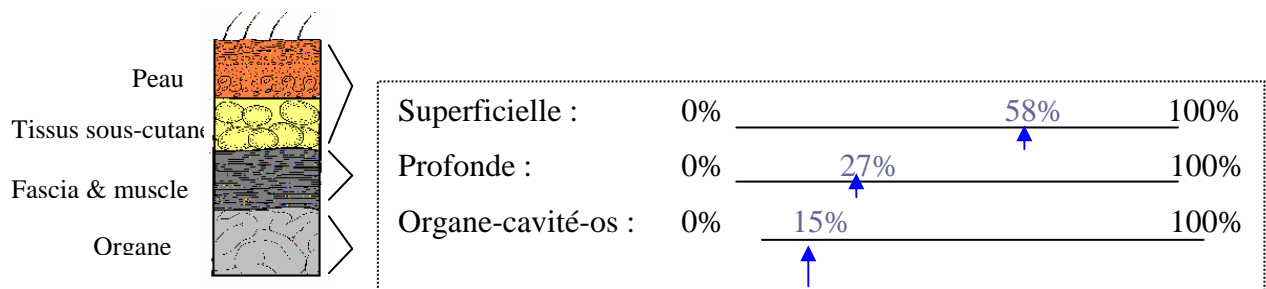 Peau
Tissus sous-cutané
Fascia & muscle
Organe
Superficielle : 0% 58% 100%
Profonde : 0% 27% 100%
Organe-cavité-os : 0% 15% 100%